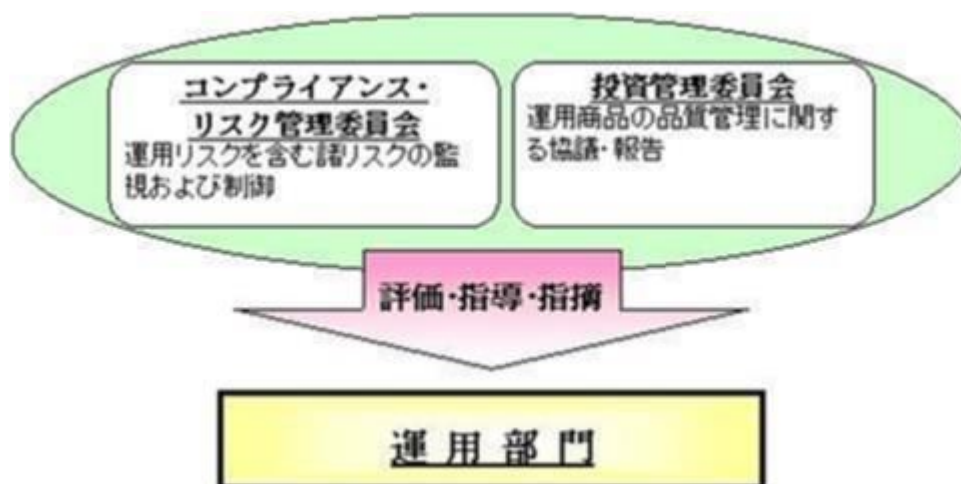 コンプライアンス・
リスク管理委員会
運用リスクを含む諸リスクの監
視および制御
投資管理委員会
運用商品の品質管理に関す
る協議・報告
評価・指導・指摘
運用部門